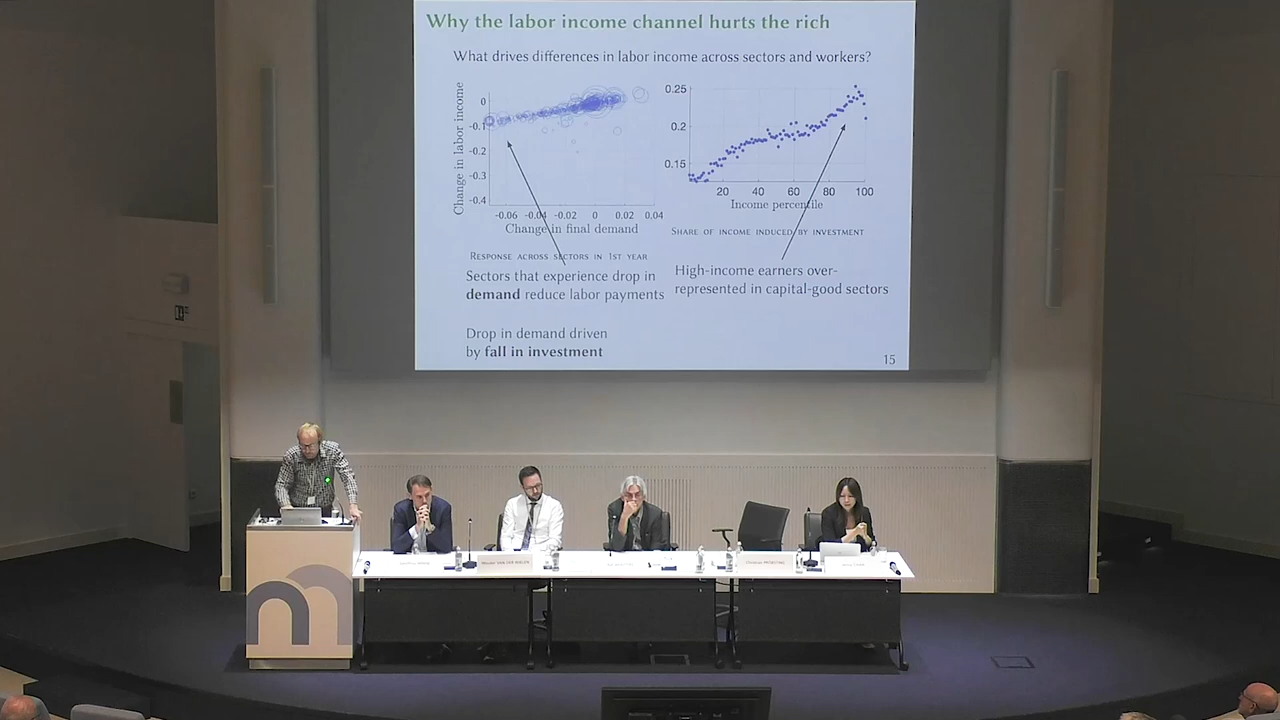 Why the labor income channel hurts the rich
What drives differences in labor income across sectors and workers?
Change in labor income
0
-0.1
-0.2
-0.3
-0.4
-0.06 -0.04 -0.02 0 0.02 0.04
Change in final demand
RESPONSE ACROSS SECTORS IN 1ST YEAR
Sectors that experience drop in
demand reduce labor payments
Drop in demand driven
by fall in investment
0.25
0.2
0.15
20 40 60 80 100
Income percentile
SHARE OF INCOME INDUCED BY INVESTMENT
High-income earners over-
represented in capital-good sectors
15